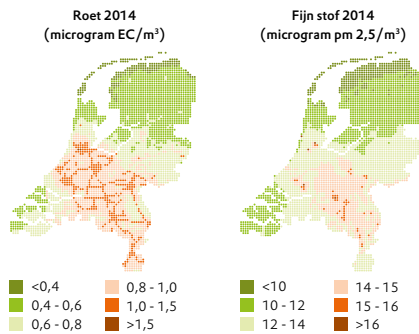 Roet 2014
(microgram EC/m³)
<0,4
0,4 - 0,6
0,6 - 0,8
0,8 - 1,0
1,0 - 1,5
>1,5
Fijn stof 2014
(microgram pm 2,5/m³)
<10
10 - 12
12 - 14
14 - 15
15 - 16
>16